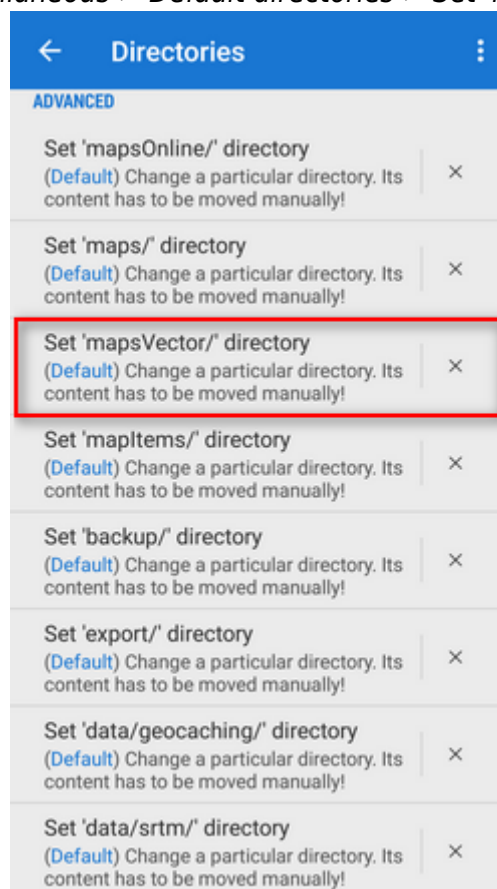 Default directories > Set
Directories
ADVANCED
Set 'mapsOnline/' directory
(Default) Change a particular directory. Its
content has to be moved manually!
Set 'maps/' directory
(Default) Change a particular directory. Its
content has to be moved manually!
Set 'mapsVector/' directory
(Default) Change a particular directory. Its
content has to be moved manually!
Set 'mapItems/' directory
(Default) Change a particular directory. Its
content has to be moved manually!
Set 'backup/' directory
(Default) Change a particular directory. Its
content has to be moved manually!
Set 'export/' directory
(Default) Change a particular directory. Its
content has to be moved manually!
Set 'data/geocaching/' directory
(Default) Change a particular directory. Its
content has to be moved manually!
Set 'data/srtm/' directory
(Default) Change a particular directory. Its
content has to be moved manually!